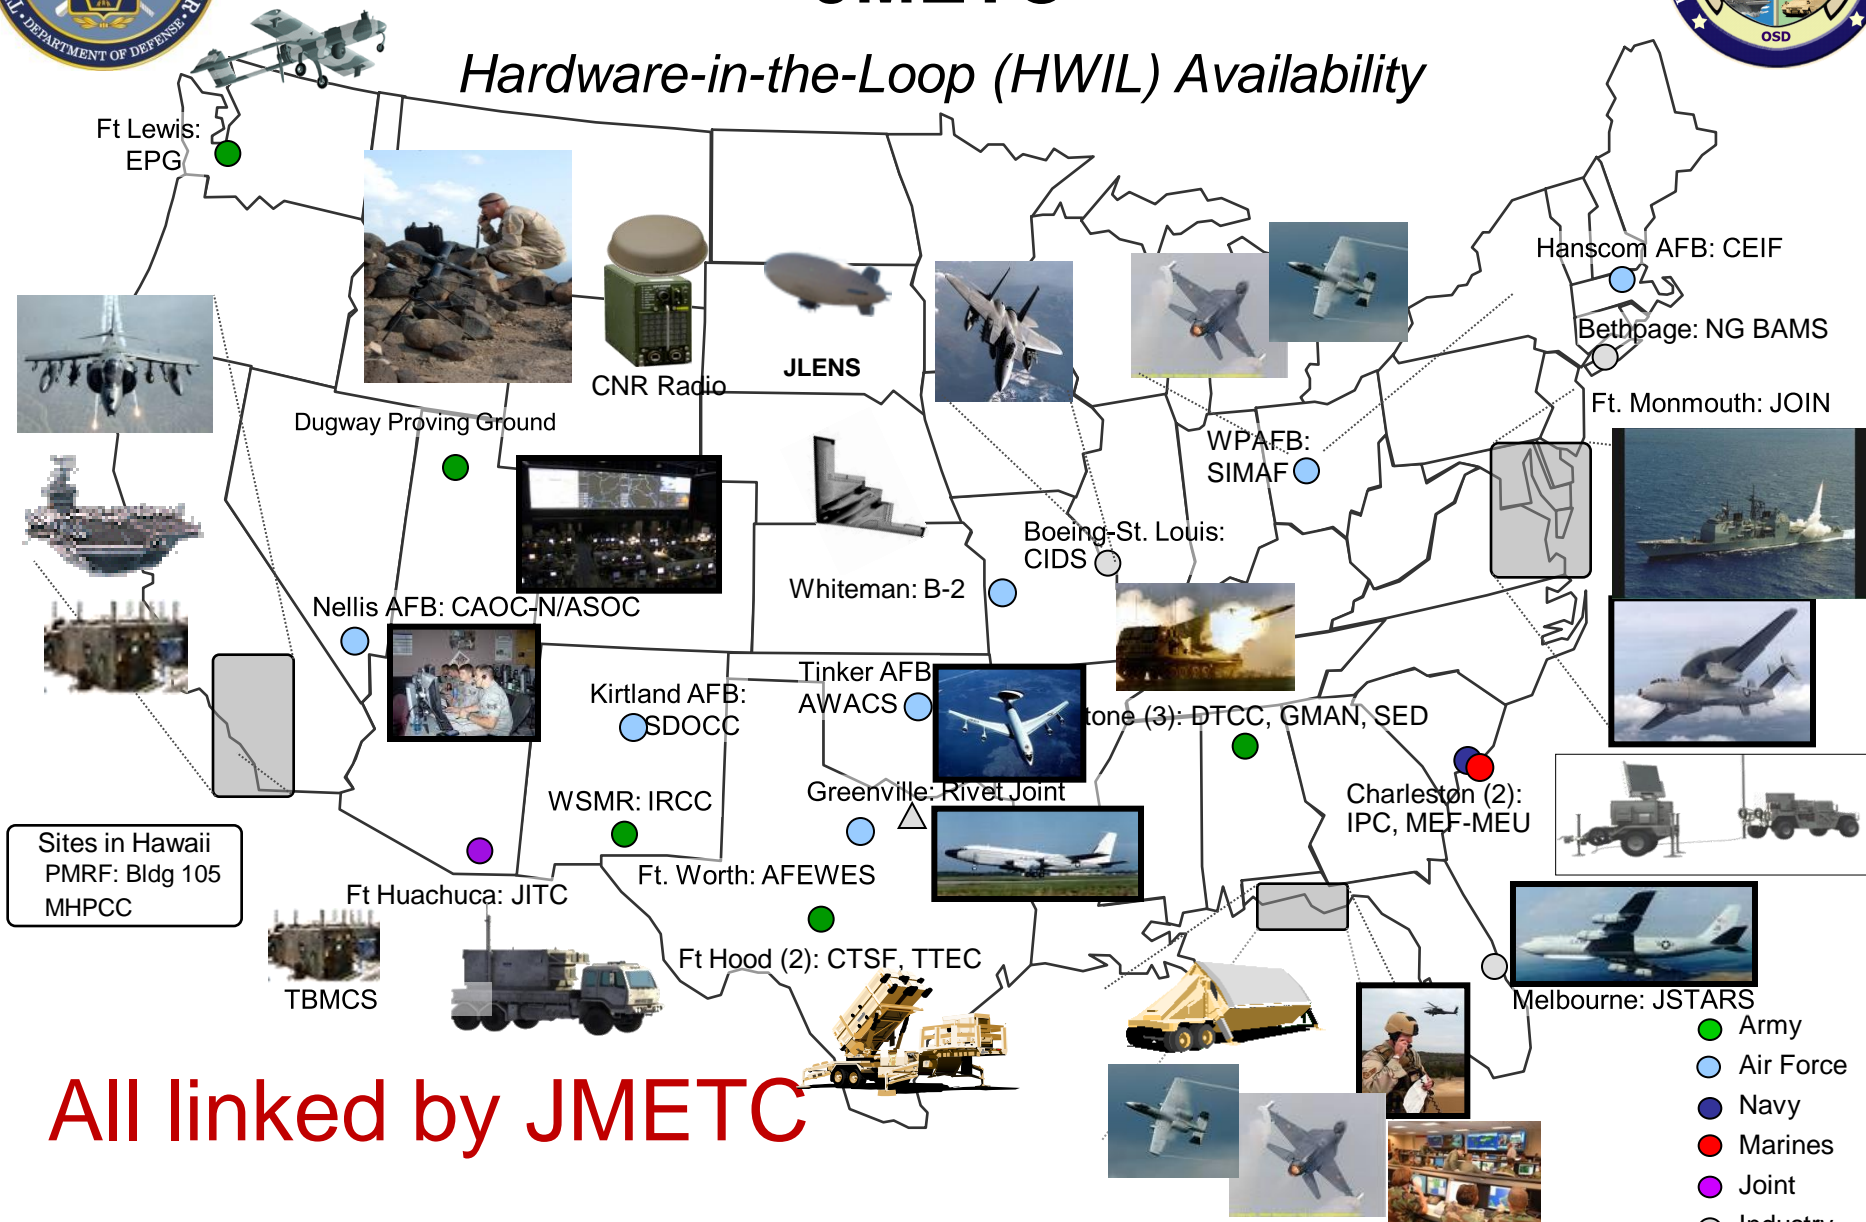 DEPARTMENT OF DEFENSE
OSD
Hardware-in-the-Loop (HWIL) Availability
Ft Lewis:
EPG
Hanscom AFB: CEIF
Bethpage: NG BAMS
JLENS
CNR Radio
Ft. Monmouth: JOIN
Dugway Proving Ground
WPAFB:
SIMAF
Boeing-St. Louis:
CIDS
Whiteman: B-2
Nellis AFB: CAOC-N/ASOC
Tinker AFB
AWACS
Kirtland AFB:
SDOCC
tone (3): DTCC, GMAN, SED
Greenville: Rivet Joint
WSMR: IRCC
Charleston (2):
IPC, MEF-MEU
Sites in Hawaii
PMRF: Bldg 105
MHPCC
Ft. Worth: AFEWES
Ft Huachuca: JITC
Ft Hood (2): CTSF, TTEC
TBMCS
Melbourne: JSTARS
Army
Air Force
Navy
Marines
Joint
All linked by JMETC